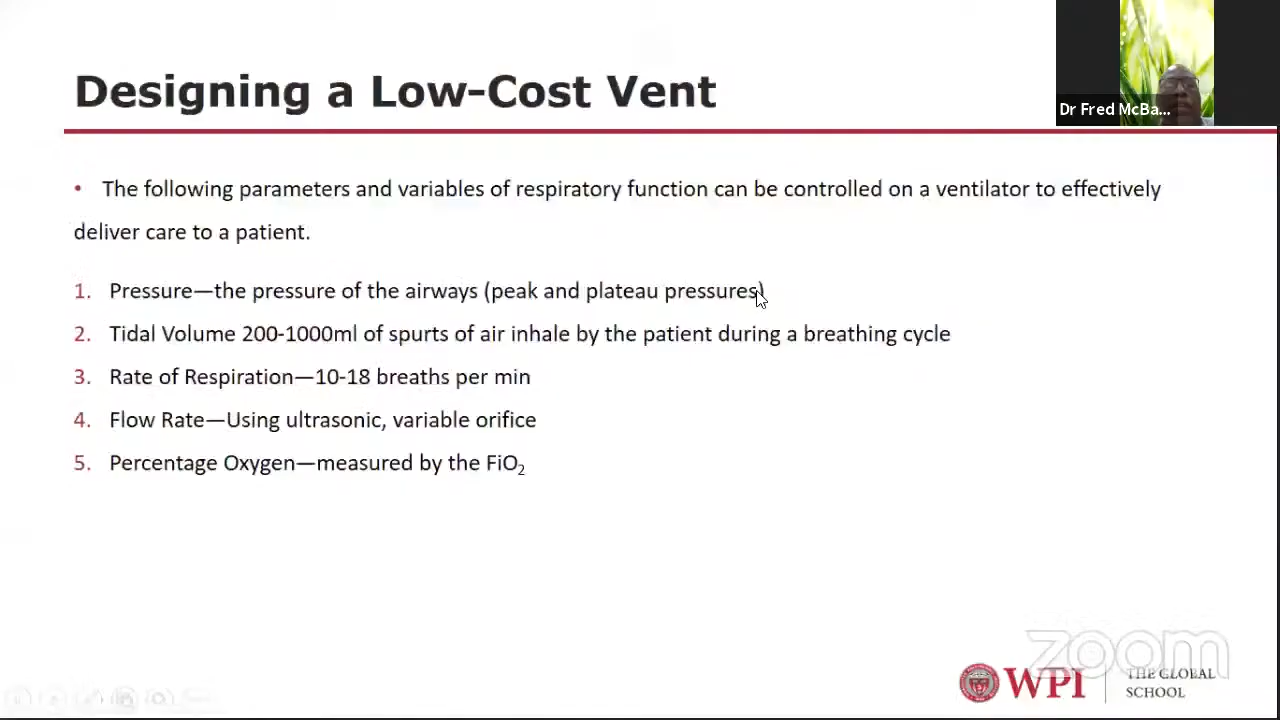 Designing a Low-Cost Vent
Dr Fred McBa...
• The following parameters and variables of respiratory function can be controlled on a ventilator to effectively
deliver care to a patient.
1. Pressure—the pressure of the airways (peak and plateau pressures)
2. Tidal Volume 200-1000ml of spurts of air inhale by the patient during a breathing cycle
3. Rate of Respiration—10-18 breaths per min
4. Flow Rate—Using ultrasonic, variable orifice
5. Percentage Oxygen—measured by the FiO₂
zoom
WPI
THE GLOBAL
SCHOOL